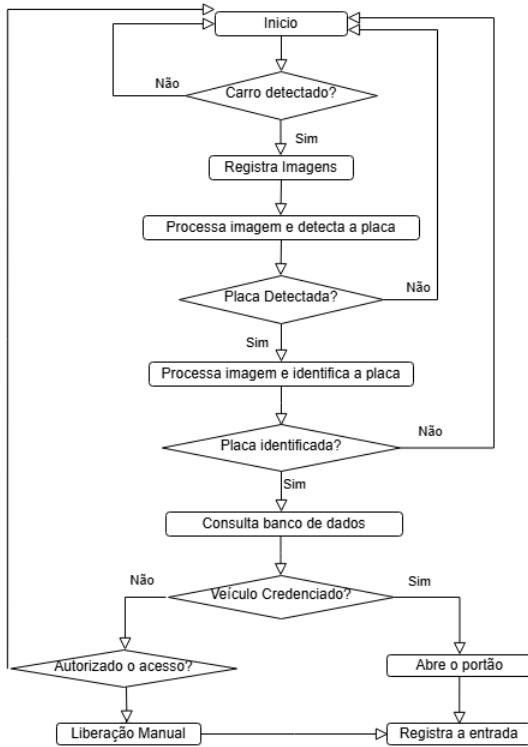 Inicio
Não
Carro detectado?
Sim
Registra Imagens
Processa imagem e detecta a placa
Placa Detectada?
Não
Sim
Processa imagem e identifica a placa
Placa identificada?
Não
Sim
Consulta banco de dados
Não
Veículo Credenciado?
Sim
Autorizado o acesso?
Abre o portão
Liberação Manual
Registra a entrada